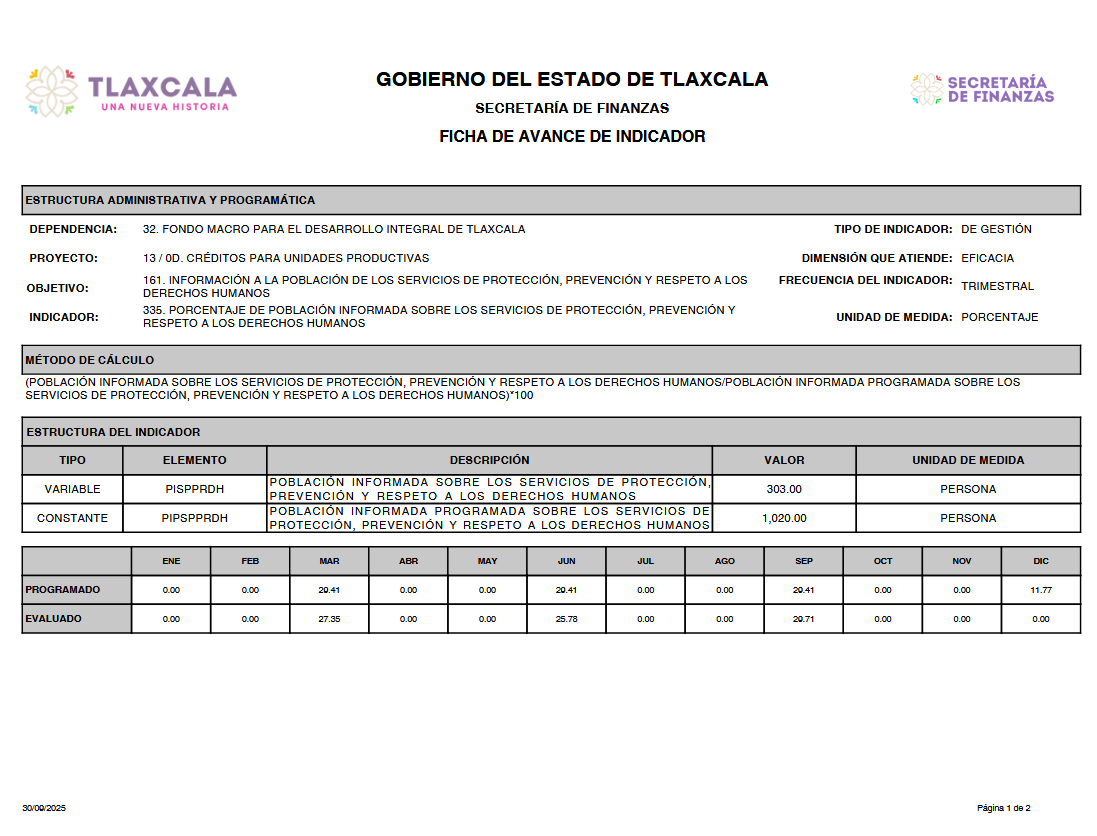 TLAXCALA
UNA NUEVA HISTORIA
GOBIERNO DEL ESTADO DE TLAXCALA
SECRETARÍA DE FINANZAS
FICHA DE AVANCE DE INDICADOR
SECRETARÍA
DE FINANZAS
ESTRUCTURA ADMINISTRATIVA Y PROGRAMÁTICA
DEPENDENCIA: 32. FONDO MACRO PARA EL DESARROLLO INTEGRAL DE TLAXCALA TIPO DE INDICADOR: DE GESTIÓN
PROYECTO: 13 / 0D. CRÉDITOS PARA UNIDADES PRODUCTIVAS DIMENSIÓN QUE ATIENDE: EFICACIA
OBJETIVO: 161. INFORMACIÓN A LA POBLACIÓN DE LOS SERVICIOS DE PROTECCIÓN, PREVENCIÓN Y RESPETO A LOS
DERECHOS HUMANOS
FRECUENCIA DEL INDICADOR: TRIMESTRAL
INDICADOR: 335. PORCENTAJE DE POBLACIÓN INFORMADA SOBRE LOS SERVICIOS DE PROTECCIÓN, PREVENCIÓN Y
RESPETO A LOS DERECHOS HUMANOS
UNIDAD DE MEDIDA: PORCENTAJE
MÉTODO DE CÁLCULO
(POBLACIÓN INFORMADA SOBRE LOS SERVICIOS DE PROTECCIÓN, PREVENCIÓN Y RESPETO A LOS DERECHOS HUMANOS/POBLACIÓN INFORMADA PROGRAMADA SOBRE LOS
SERVICIOS DE PROTECCIÓN, PREVENCIÓN Y RESPETO A LOS DERECHOS HUMANOS)*100
ESTRUCTURA DEL INDICADOR
TIPO ELEMENTO DESCRIPCIÓN VALOR UNIDAD DE MEDIDA
VARIABLE PISPPRDH POBLACIÓN INFORMADA SOBRE LOS SERVICIOS DE PROTECCIÓN,
PREVENCIÓN Y RESPETO A LOS DERECHOS HUMANOS 303.00 PERSONA
CONSTANTE PIPSPPRDH POBLACIÓN INFORMADA PROGRAMADA SOBRE LOS SERVICIOS DE
PROTECCIÓN, PREVENCIÓN Y RESPETO A LOS DERECHOS HUMANOS 1,020.00 PERSONA
ENE FEB MAR ABR MAY JUN JUL AGO SEP OCT NOV DIC
PROGRAMADO 0.00 0.00 29.41 0.00 0.00 29.41 0.00 0.00 29.41 0.00 0.00 11.77
EVALUADO 0.00 0.00 27.35 0.00 0.00 25.78 0.00 0.00 29.71 0.00 0.00 0.00
30/09/2025 Página 1 de 2